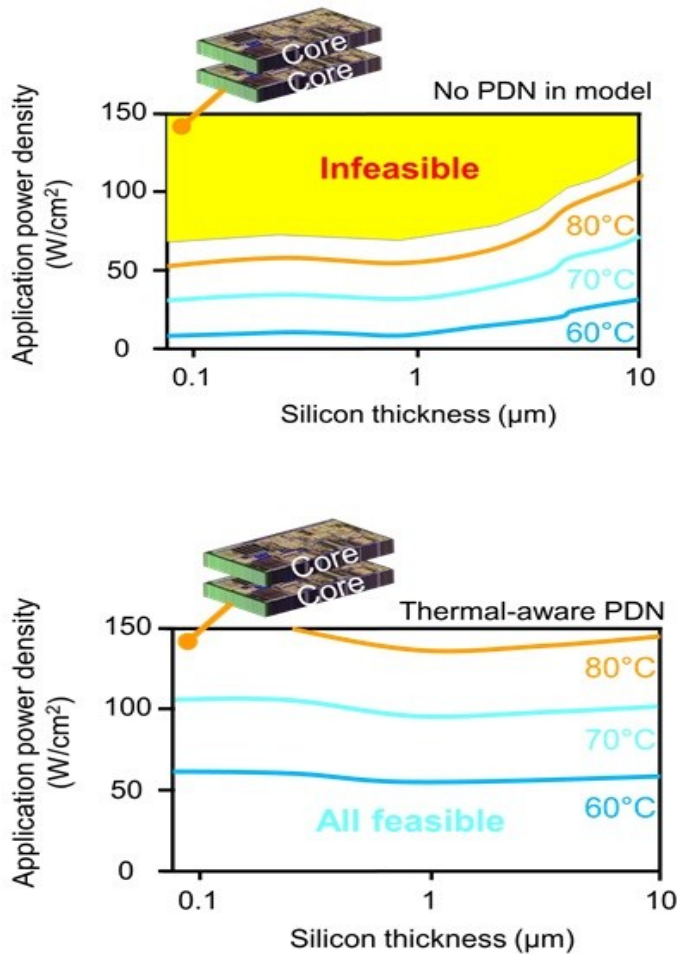 Core
Core
No PDN in model
Application power density
(W/cm²)
150
100
50
0
Infeasible
80°C
70°C
60°C
0.1
1
10
Silicon thickness (μm)
Core
Core
Thermal-aware PDN
Application power density
(W/cm²)
150
100
50
0
80°C
70°C
60°C
All feasible
0.1
1
10
Silicon thickness (μm)